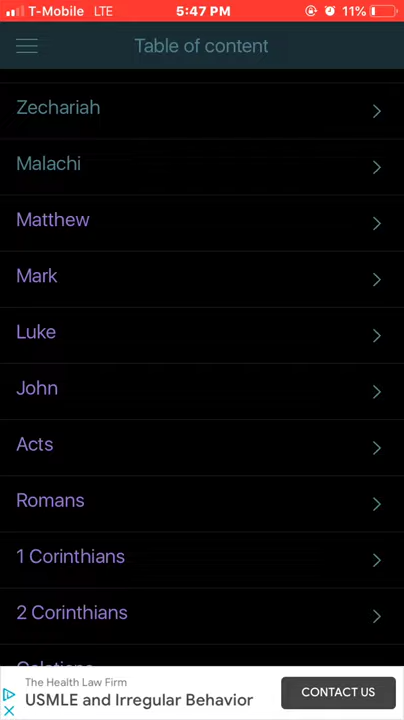 T-Mobile LTE 5:47 PM 11%
Table of content
Zechariah
Malachi
Matthew
Mark
Luke
John
Acts
Romans
1 Corinthians
2 Corinthians
The Health Law Firm
USMLE and Irregular Behavior
CONTACT US